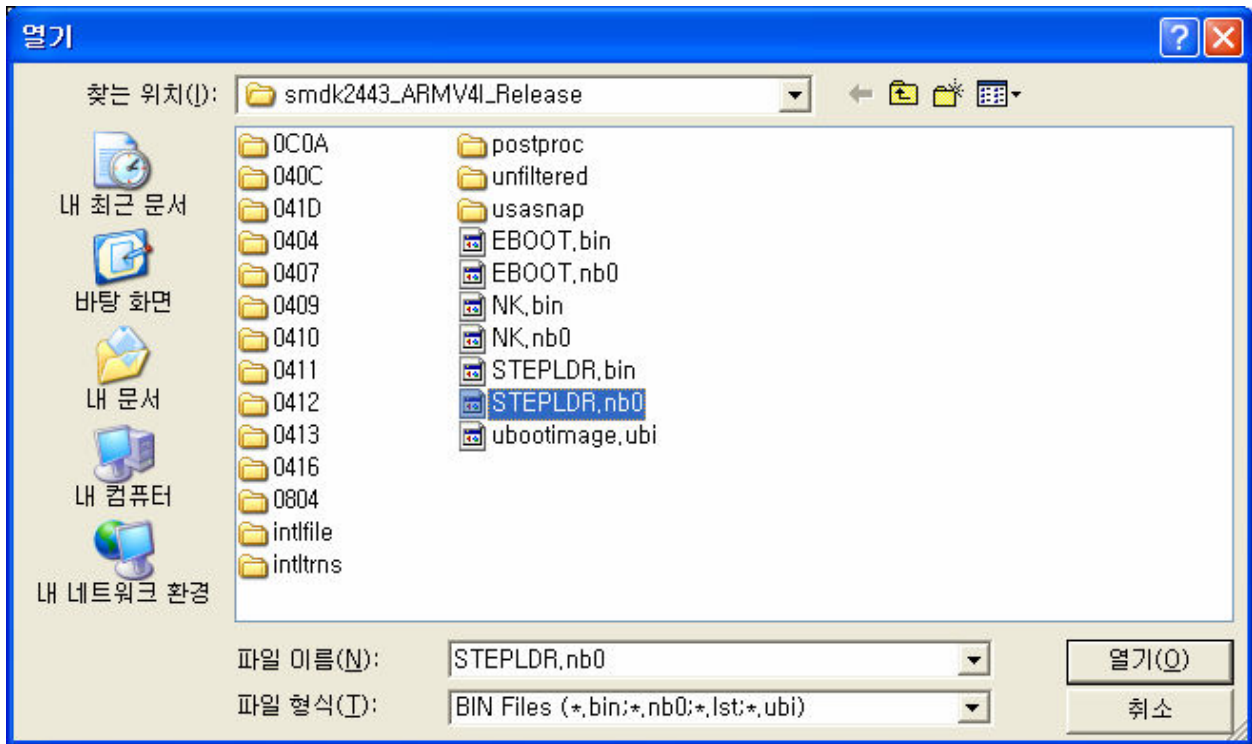 열기
찾는 위치(I):
smdk2443_ARMV4I_Release
내 최근 문서
바탕 화면
내 문서
내 컴퓨터
내 네트워크 환경
0C0A
040C
041D
0404
0407
0409
0410
0411
0412
0413
0416
0804
intlfile
intltrns
postproc
unfiltered
usasnap
EBOOT.bin
EBOOT.nb0
NK.bin
NK.nb0
STEPLDR.bin
STEPLDR.nb0
ubootimage.ubi
파일 이름(N):
STEPLDR.nb0
열기(O)
파일 형식(T):
BIN Files (*.bin;*.nb0;*.lst;*.ubi)
취소